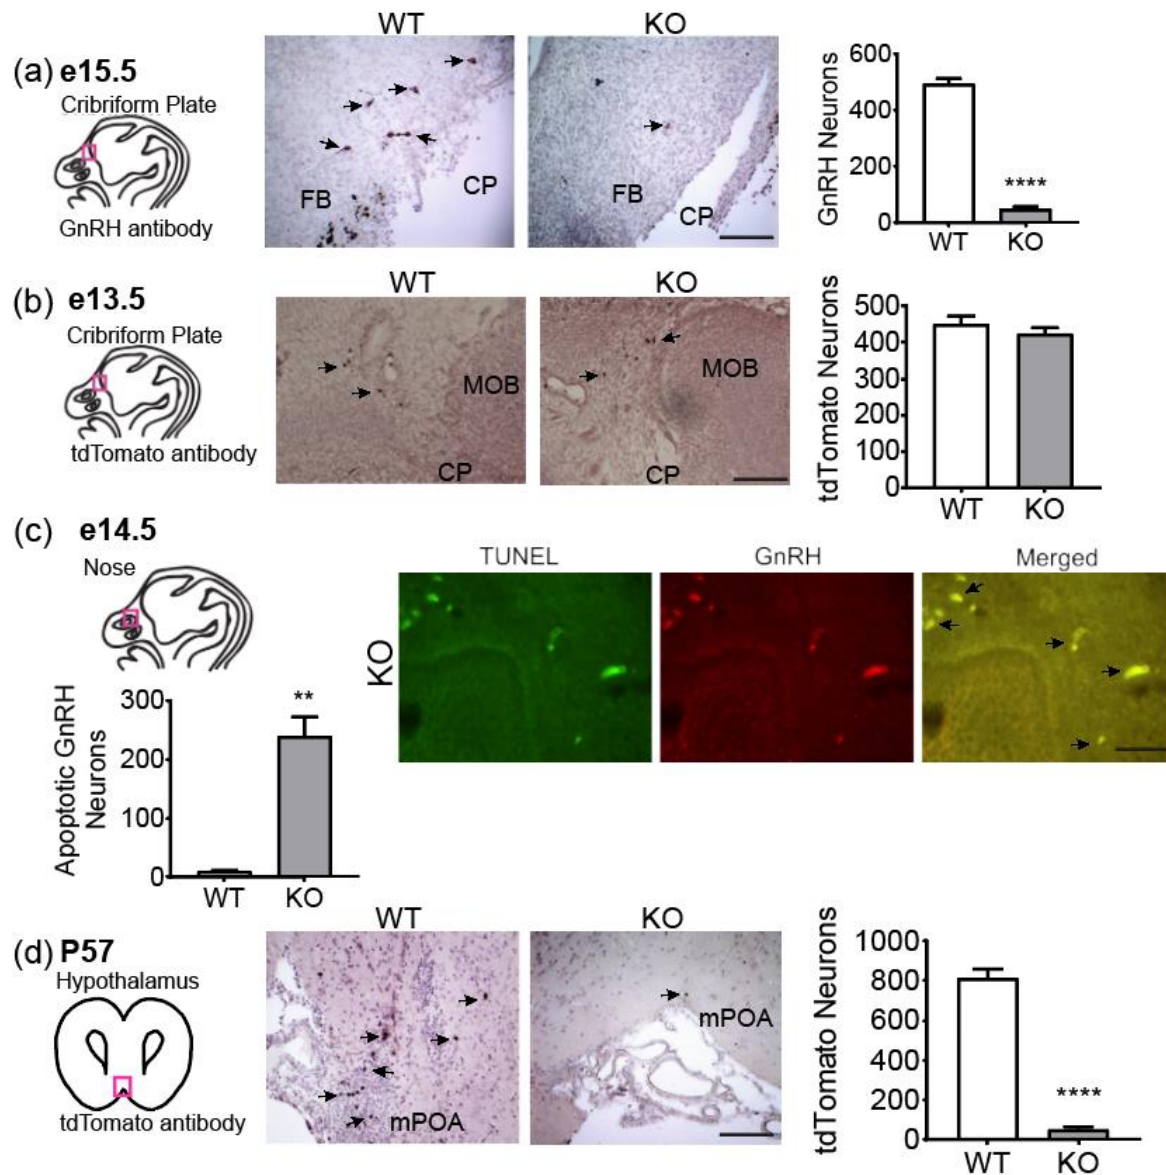 WT KO
(a) e15.5
Cribriform Plate
GnRH antibody
FB CP
FB CP
GnRH Neurons
600
400
200
0
****
WT KO
(b) e13.5
Cribriform Plate
tdTomato antibody
WT KO
MOB
CP
MOB
CP
tdTomato Neurons
500
400
300
200
100
0
WT KO
(c) e14.5
Nose
Apoptotic GnRH
Neurons
300
200
100
0
**
WT KO
TUNEL GnRH Merged
KO
(d) P57
Hypothalamus
tdTomato antibody
WT KO
mPOA
mPOA
tdTomato Neurons
1000
800
600
400
200
0
****
WT KO